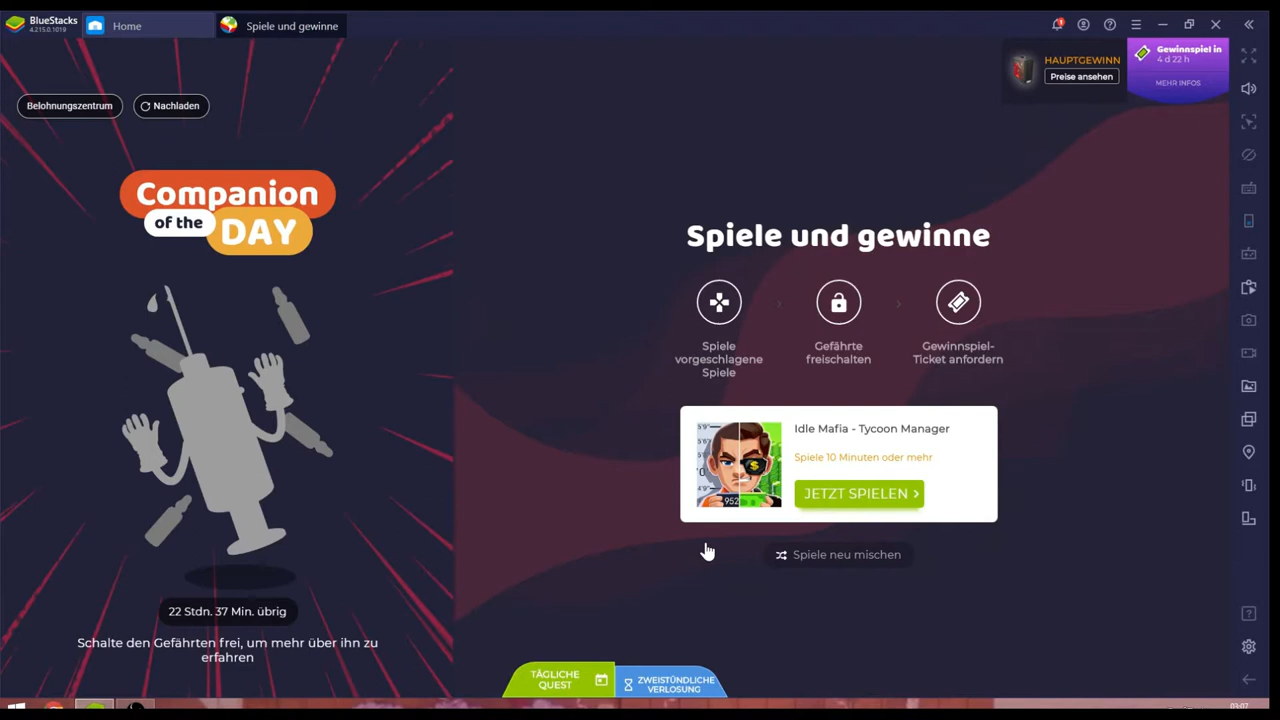 BlueStacks
4.215.0.1019
Home
Spiele und gewinne
HAUPTGEWINN
Preise ansehen
Gewinnspiel in
4 d 22 h
MEHR INFOS
Belohnungszentrum
Nachladen
Companion
of the
DAY
Spiele und gewinne
Spiele
vorgeschlagene
Spiele
Gefährte
freischalten
Gewinnspiel-
Ticket anfordern
Idle Mafia - Tycoon Manager
Spiele 10 Minuten oder mehr
JETZT SPIELEN
952
Spiele neu mischen
22 Stdn. 37 Min. übrig
Schalte den Gefährten frei, um mehr über ihn zu
erfahren
TÄGLICHE
QUEST
ZWEISTÜNDLICHE
VERLOSUNG
03:07